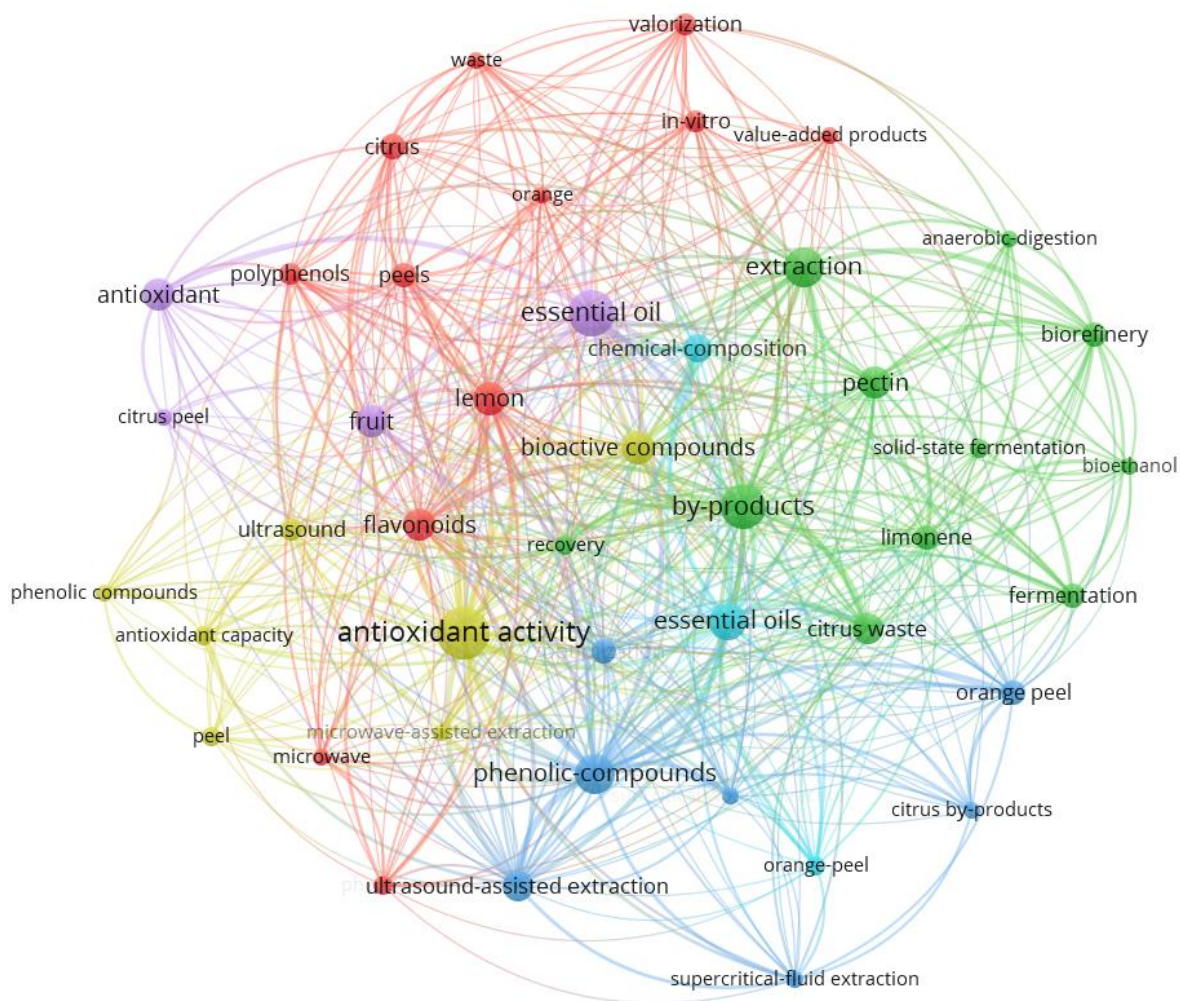 valorization
waste
in-vitro
value-added products
citrus
orange
anaerobic-digestion
extraction
polyphenols
peels
antioxidant
essential oil
biorefinery
chemical-composition
pectin
lemon
citrus peel
fruit
bioactive compounds
solid-state fermentation
bioethanol
by-products
flavonoids
ultrasound
recovery
limonene
phenolic compounds
fermentation
antioxidant capacity
antioxidant activity
essential oils
citrus waste
orange peel
peel
microwave-assisted extraction
microwave
phenolic-compounds
citrus by-products
orange-peel
ultrasound-assisted extraction
supercritical-fluid extraction